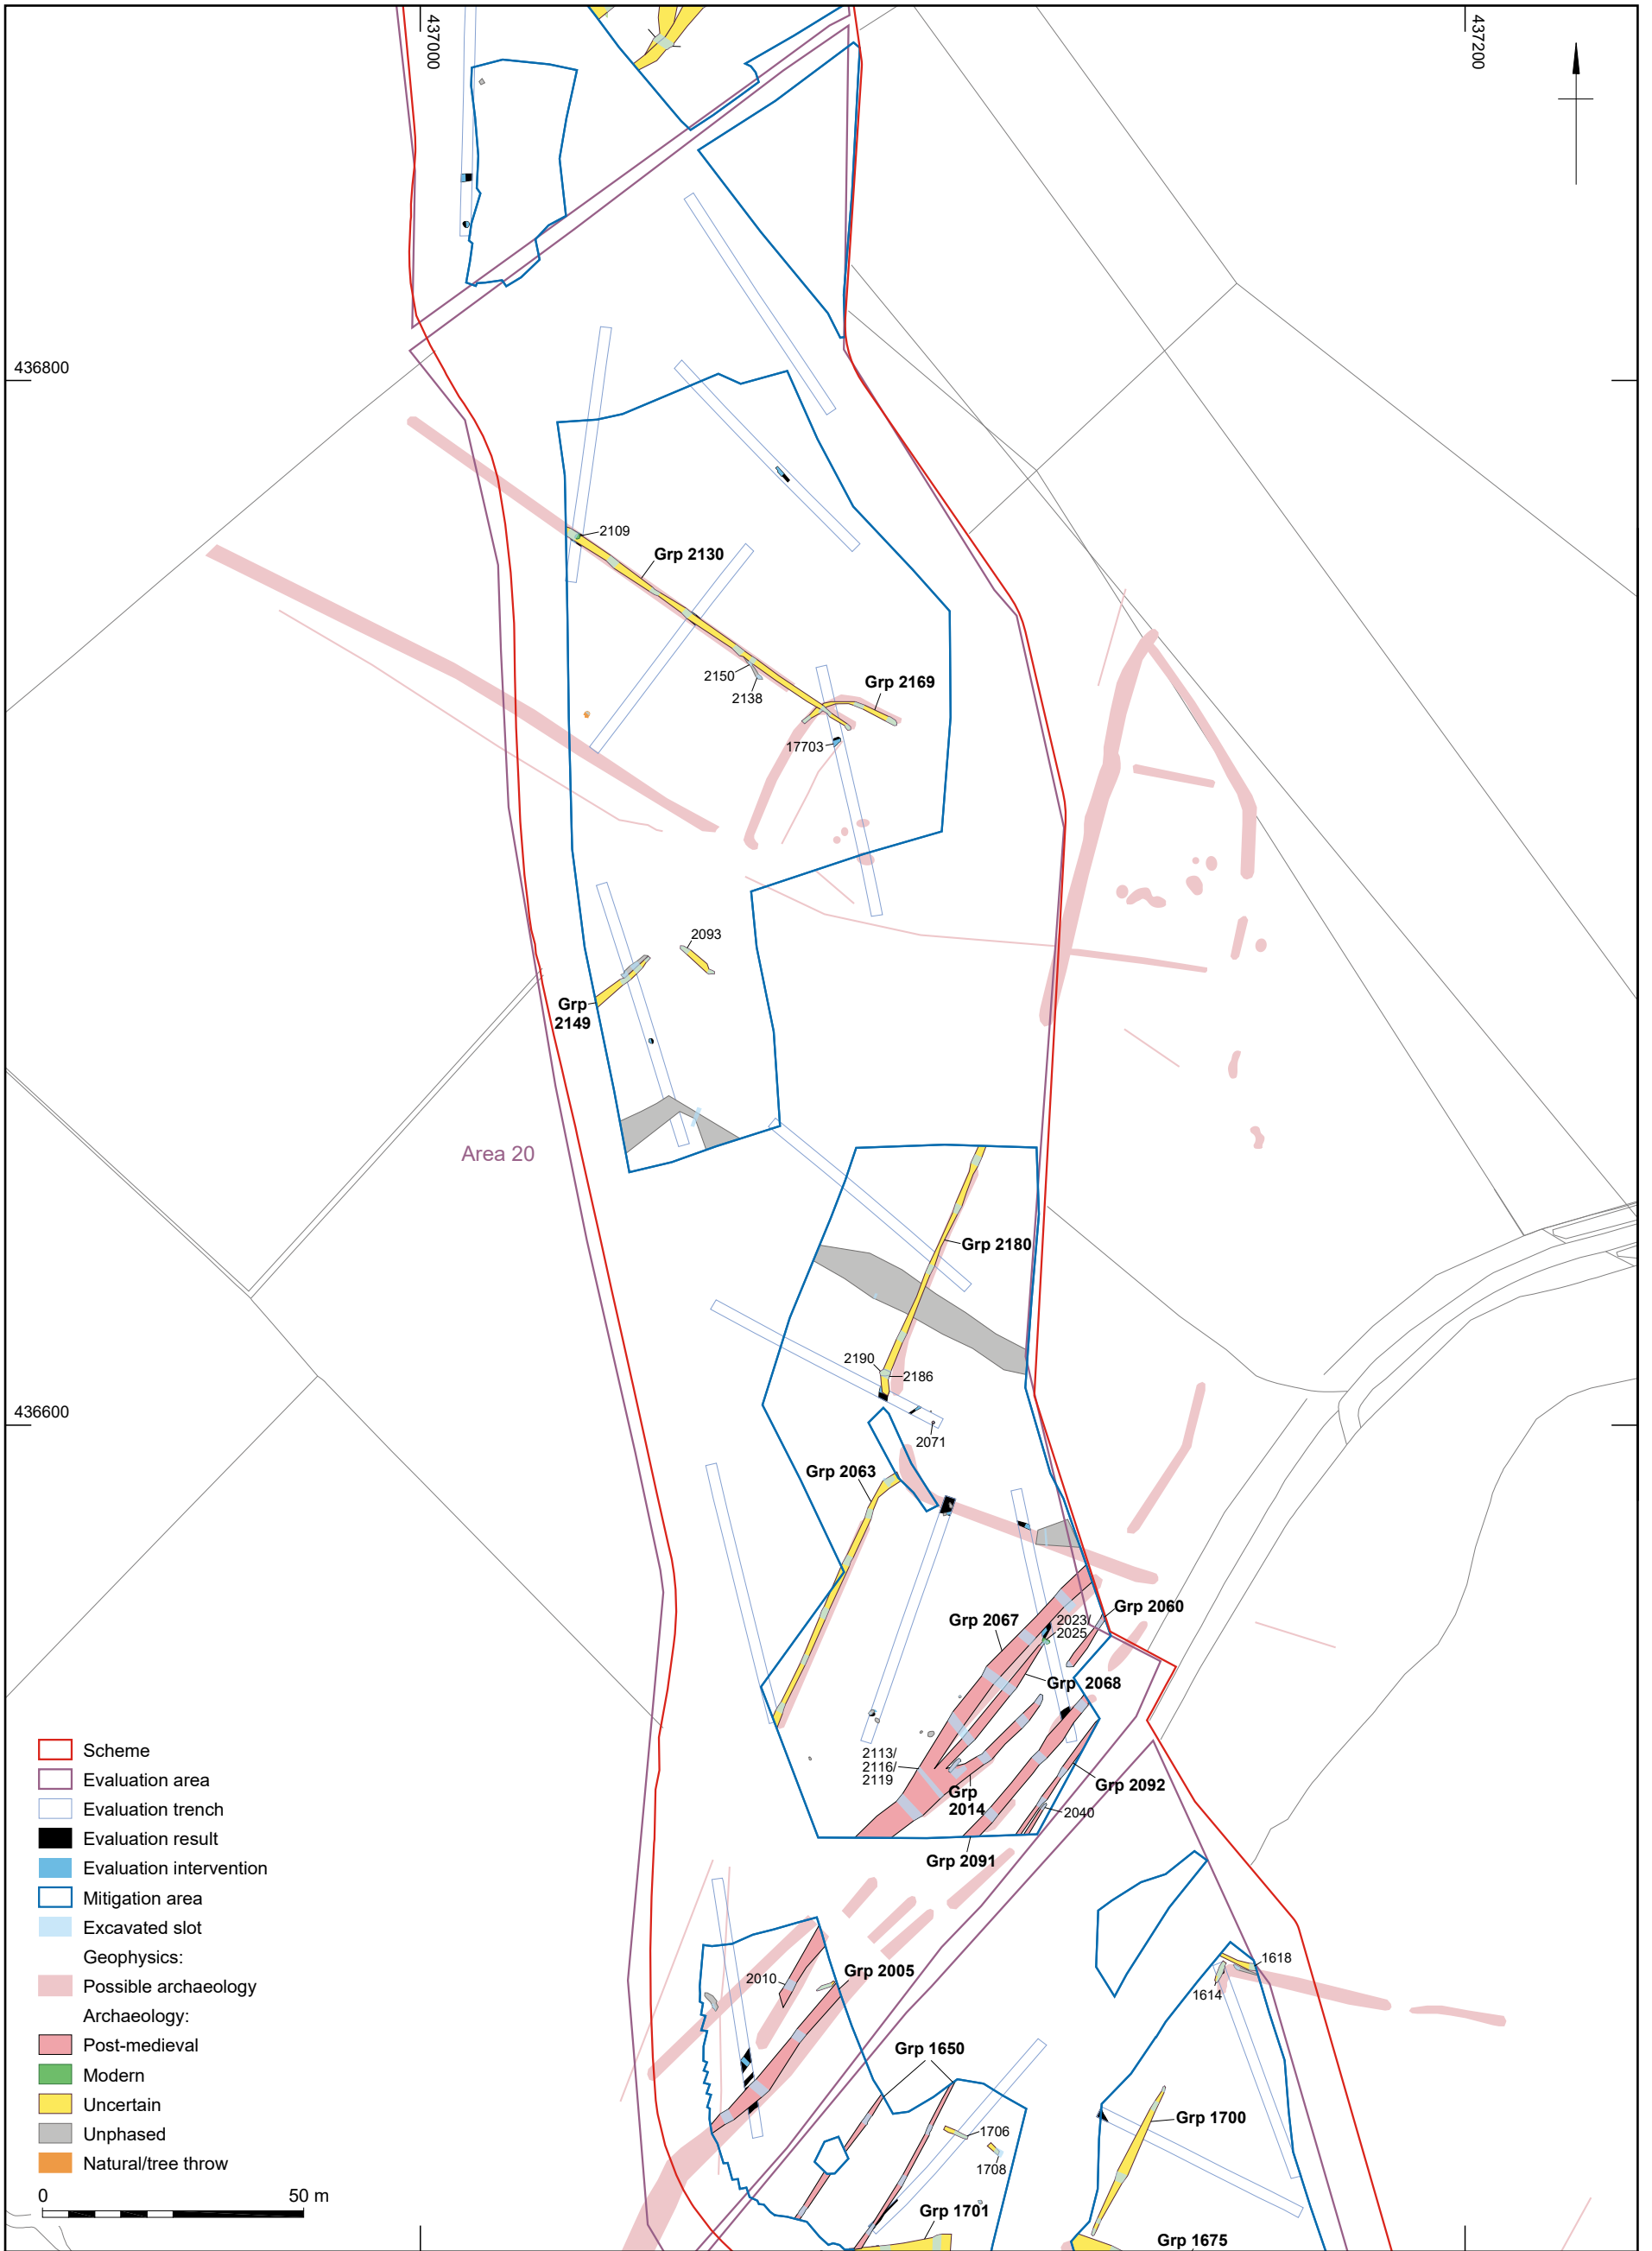 437000
437200
436800
2109
Grp 2130
2150
2138
Grp 2169
17703
2093
Grp
2149
Area 20
Grp 2180
2190
2186
436600
2071
Grp 2063
Grp 2067
2023/
2025
Grp 2060
Grp 2068
2113/
2116/
2119
Grp
2014
Grp 2092
2040
Grp 2091
1618
1614
2010
Grp 2005
Grp 1650
1706
1708
Grp 1700
Grp 1701
Grp 1675
Scheme
Evaluation area
Evaluation trench
Evaluation result
Evaluation intervention
Mitigation area
Excavated slot
Geophysics:
Possible archaeology
Archaeology:
Post-medieval
Modern
Uncertain
Unphased
Natural/tree throw
0
50 m